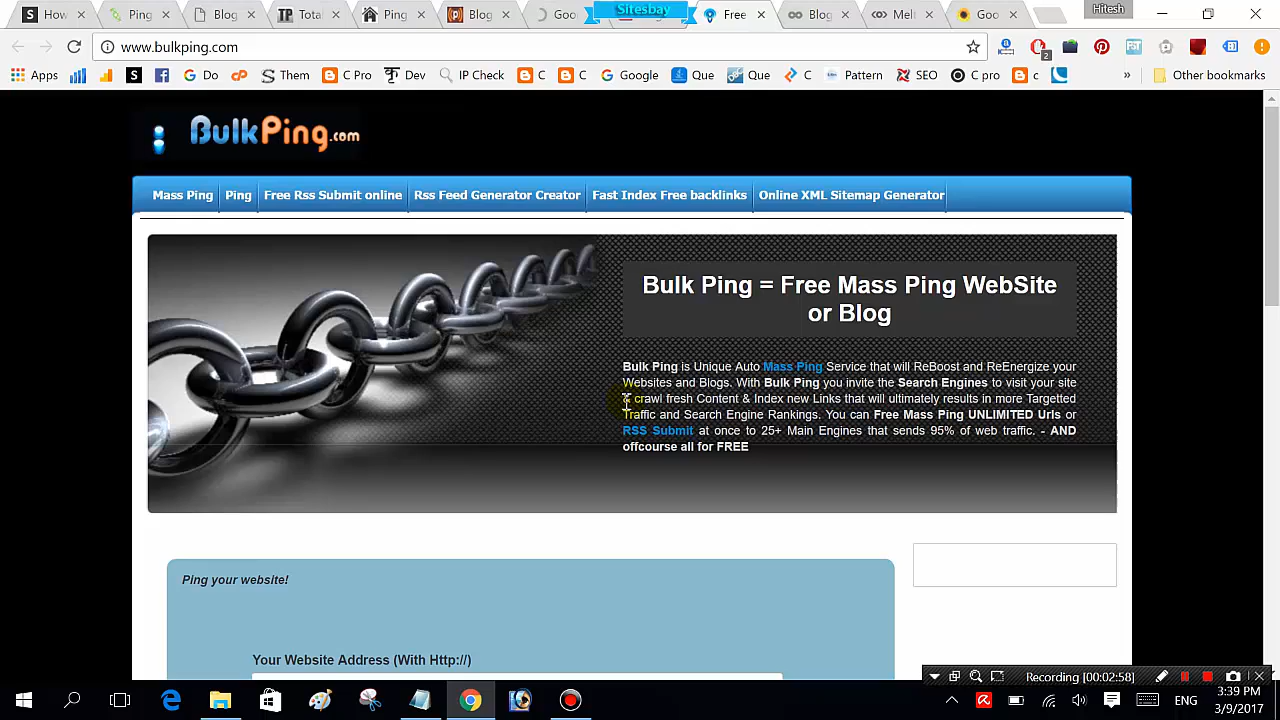 How
Ping
Blog
Tota
Ping
Blog
Goo
Sitesbay
Free
Blo
Melt
Goo
Hitesh
www.bulkping.com
Apps
Do
Them
C Pro
Dev
IP Check
C
C
Google
Que
Que
C
Pattern
SEO
C pro
c
»
Other bookmarks
BulkPing.com
Mass Ping
Ping
Free Rss Submit online
Rss Feed Generator Creator
Fast Index Free backlinks
Online XML Sitemap Generator
Bulk Ping = Free Mass Ping WebSite
or Blog
Bulk Ping is Unique Auto Mass Ping Service that will ReBoost and ReEnergize your
Websites and Blogs. With Bulk Ping you invite the Search Engines to visit your site
crawl fresh Content & Index new Links that will ultimately results in more Targetted
Traffic and Search Engine Rankings. You can Free Mass Ping UNLIMITED Urls or
RSS Submit at once to 25+ Main Engines that sends 95% of web traffic. - AND
offcourse all for FREE
Ping your website!
Your Website Address (With Http://)
Recording [00:02:58]
ENG
3:39 PM
3/9/2017